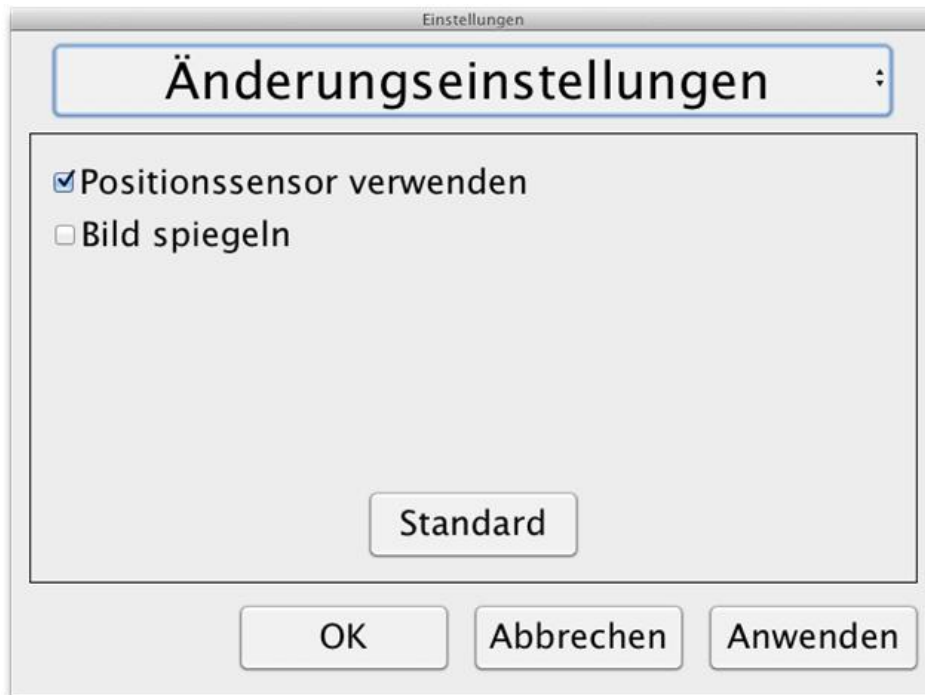 Einstellungen
Änderungseinstellungen
Positionssensor verwenden
Bild spiegeln
Standard
OK Abbrechen Anwenden